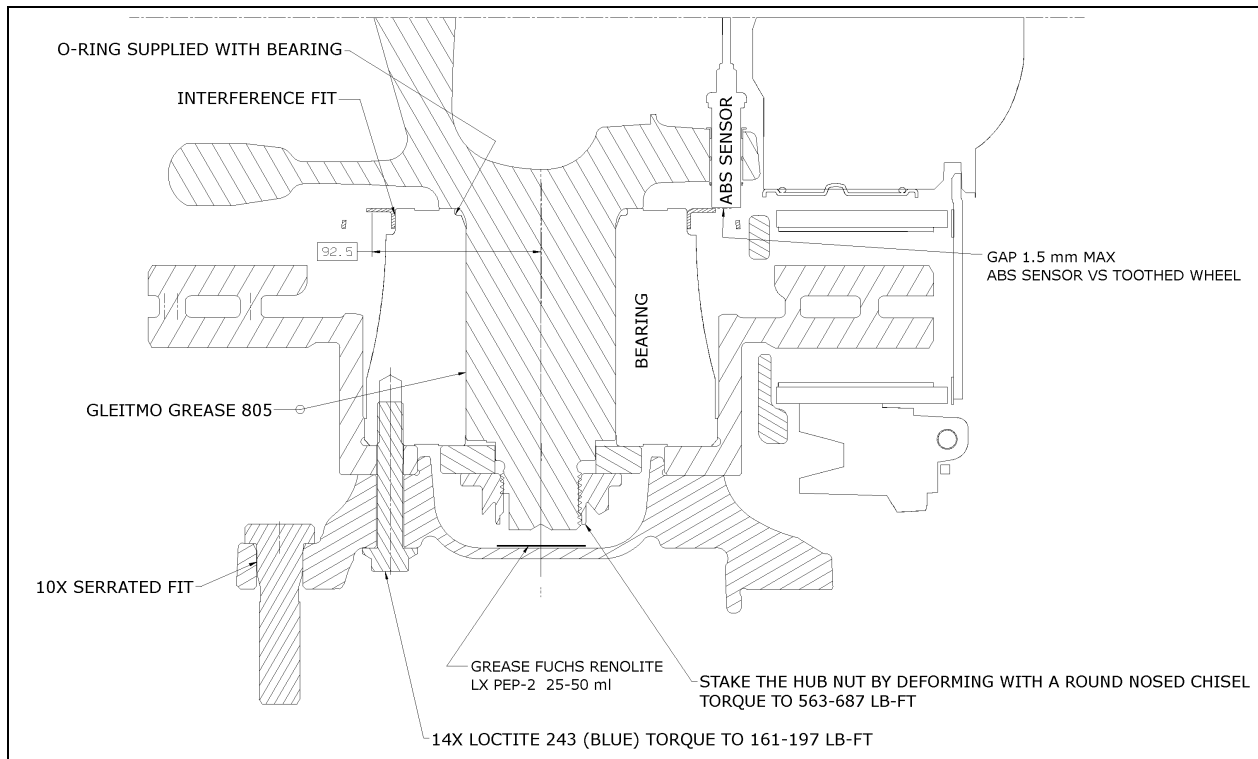 O-RING SUPPLIED WITH BEARING
INTERFERENCE FIT
ABS SENSOR
92.5
GAP 1.5 mm MAX
ABS SENSOR VS TOOTHED WHEEL
BEARING
GLEITMO GREASE 805
10X SERRATED FIT
GREASE FUCHS RENOLITE
LX PEP-2 25-50 ml
STAKE THE HUB NUT BY DEFORMING WITH A ROUND NOSED CHISEL
TORQUE TO 563-687 LB-FT
14X LOCTITE 243 (BLUE) TORQUE TO 161-197 LB-FT